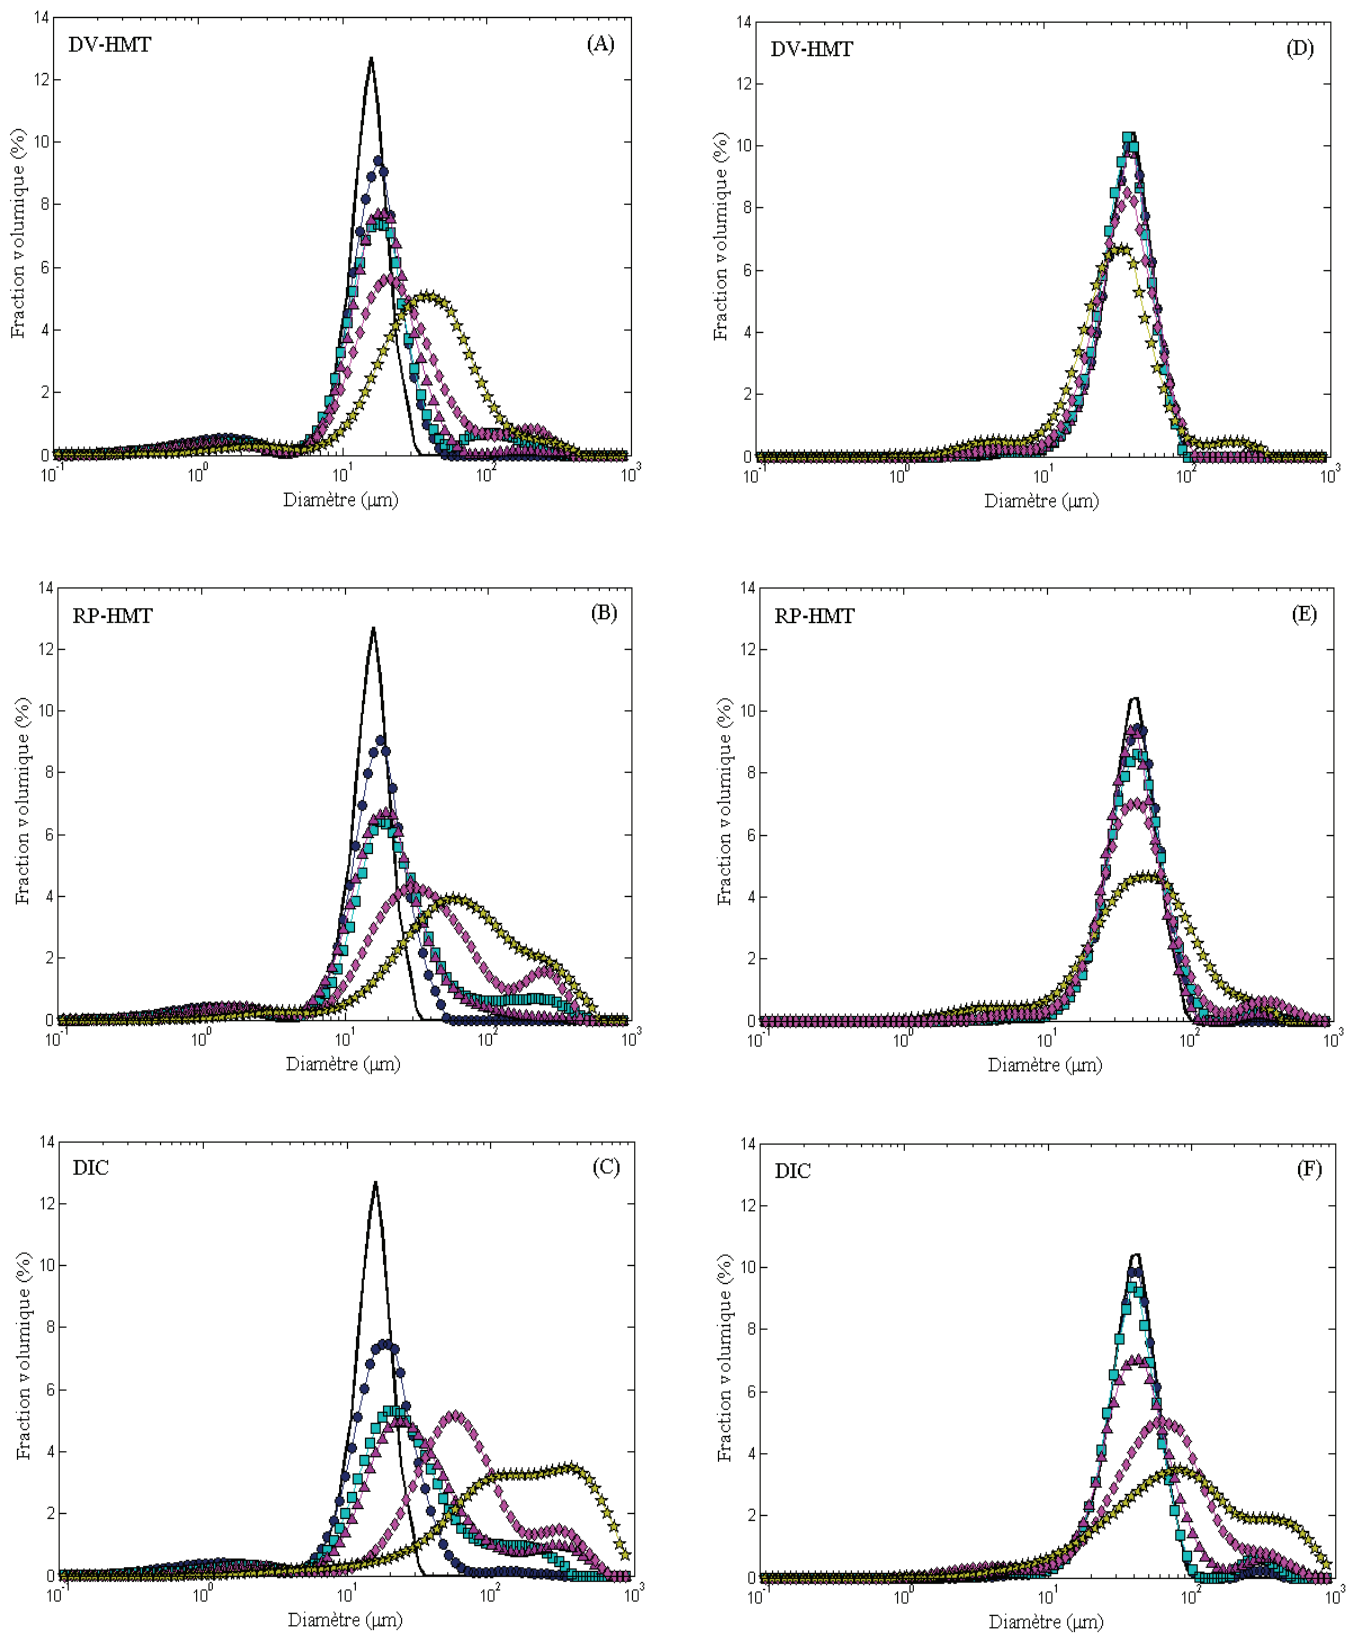 DV-HMT (A)
Fraction volumique (%)
14
12
10
8
6
4
2
0
10⁻¹ 10⁰ 10¹ 10² 10³
Diamètre (µm)
DV-HMT (D)
Fraction volumique (%)
14
12
10
8
6
4
2
0
10⁻¹ 10⁰ 10¹ 10² 10³
Diamètre (µm)
RP-HMT (B)
Fraction volumique (%)
14
12
10
8
6
4
2
0
10⁻¹ 10⁰ 10¹ 10² 10³
Diamètre (µm)
RP-HMT (E)
Fraction volumique (%)
14
12
10
8
6
4
2
0
10⁻¹ 10⁰ 10¹ 10² 10³
Diamètre (µm)
DIC (C)
Fraction volumique (%)
14
12
10
8
6
4
2
0
10⁻¹ 10⁰ 10¹ 10² 10³
Diamètre (µm)
DIC (F)
Fraction volumique (%)
14
12
10
8
6
4
2
0
10⁻¹ 10⁰ 10¹ 10² 10³
Diamètre (µm)